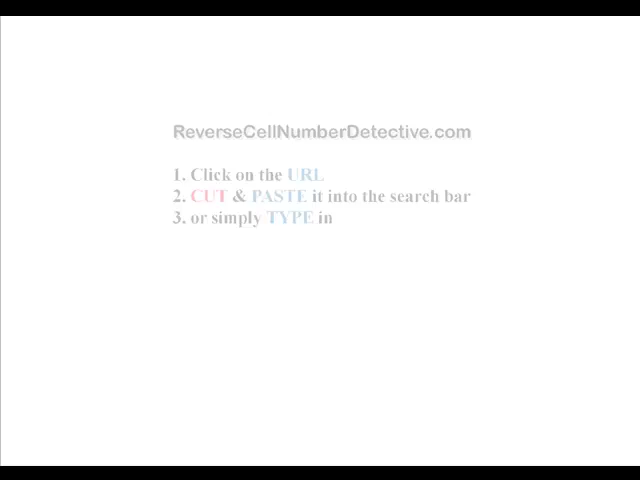 ReverseCellNumberDetective.com
1. Click on the URL
2. CUT & PASTE it into the search bar
3. or simply TYPE in